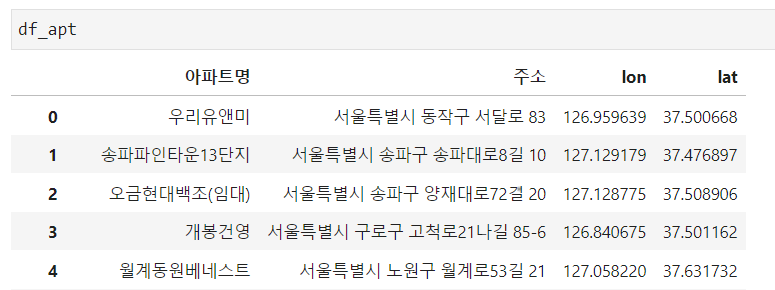 df_apt
아파트명 주소 lon lat
0 우리유앤미 서울특별시 동작구 서달로 83 126.959639 37.500668
1 송파파인타운13단지 서울특별시 송파구 송파대로8길 10 127.129179 37.476897
2 오금현대백조(임대) 서울특별시 송파구 양재대로72결 20 127.128775 37.508906
3 개봉건영 서울특별시 구로구 고척로21나길 85-6 126.840675 37.501162
4 월계동원베네스트 서울특별시 노원구 월계로53길 21 127.058220 37.631732